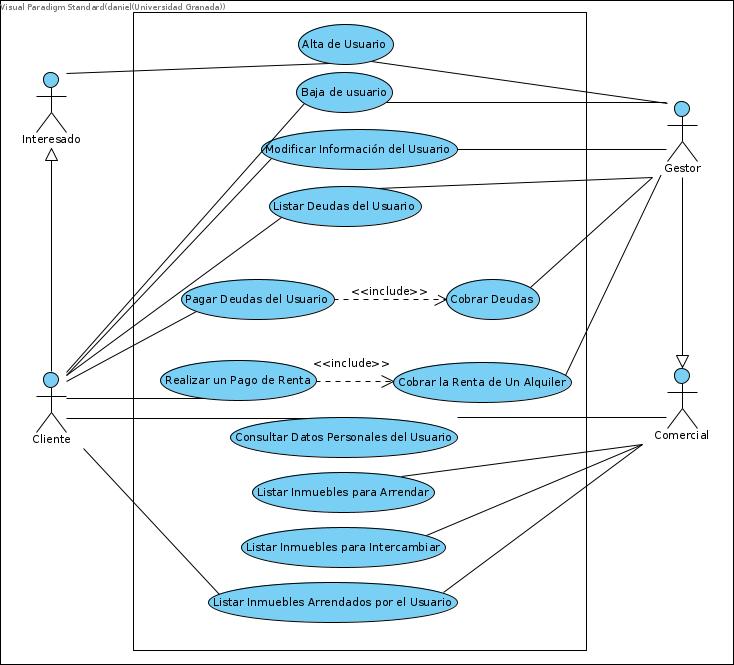 Visual Paradigm Standard(daniel(Universidad Granada))
Alta de Usuario
Baja de usuario
Interesado
Modificar Información del Usuario
Gestor
Listar Deudas del Usuario
<<include>>
Pagar Deudas del Usuario
Cobrar Deudas
<<include>>
Realizar un Pago de Renta
Cobrar la Renta de Un Alquiler
Cliente
Consultar Datos Personales del Usuario
Comercial
Listar Inmuebles para Arrendar
Listar Inmuebles para Intercambiar
Listar Inmuebles Arrendados por el Usuario